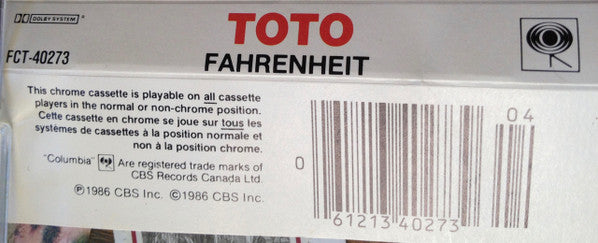 DOLBY SYSTEM
TOTO
FCT-40273
FAHRENHEIT
This chrome cassette is playable on all cassette
players in the normal or non-chrome position.
Cette cassette en chrome se joue sur tous les
systèmes de cassettes à la position normale et
non à la position chrome.
"Columbia" Are registered trade marks of
CBS Records Canada Ltd.
℗1986 CBS Inc. ©1986 CBS Inc.
04
0
61213 40273